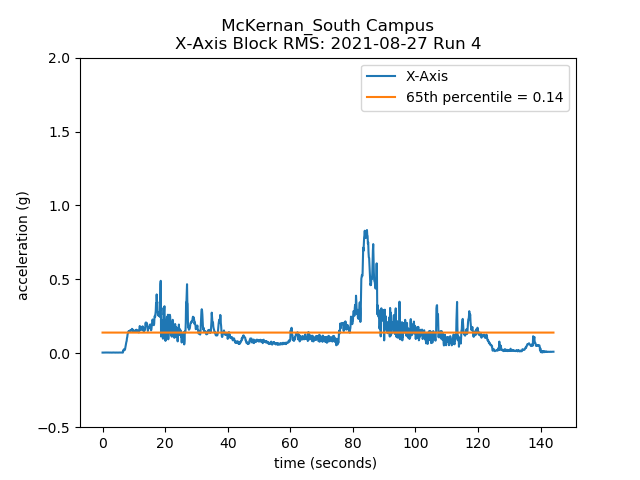 McKernan_South Campus
X-Axis Block RMS: 2021-08-27 Run 4
X-Axis
65th percentile = 0.14
acceleration (g)
2.0
1.5
1.0
0.5
0.0
−0.5
0 20 40 60 80 100 120 140
time (seconds)